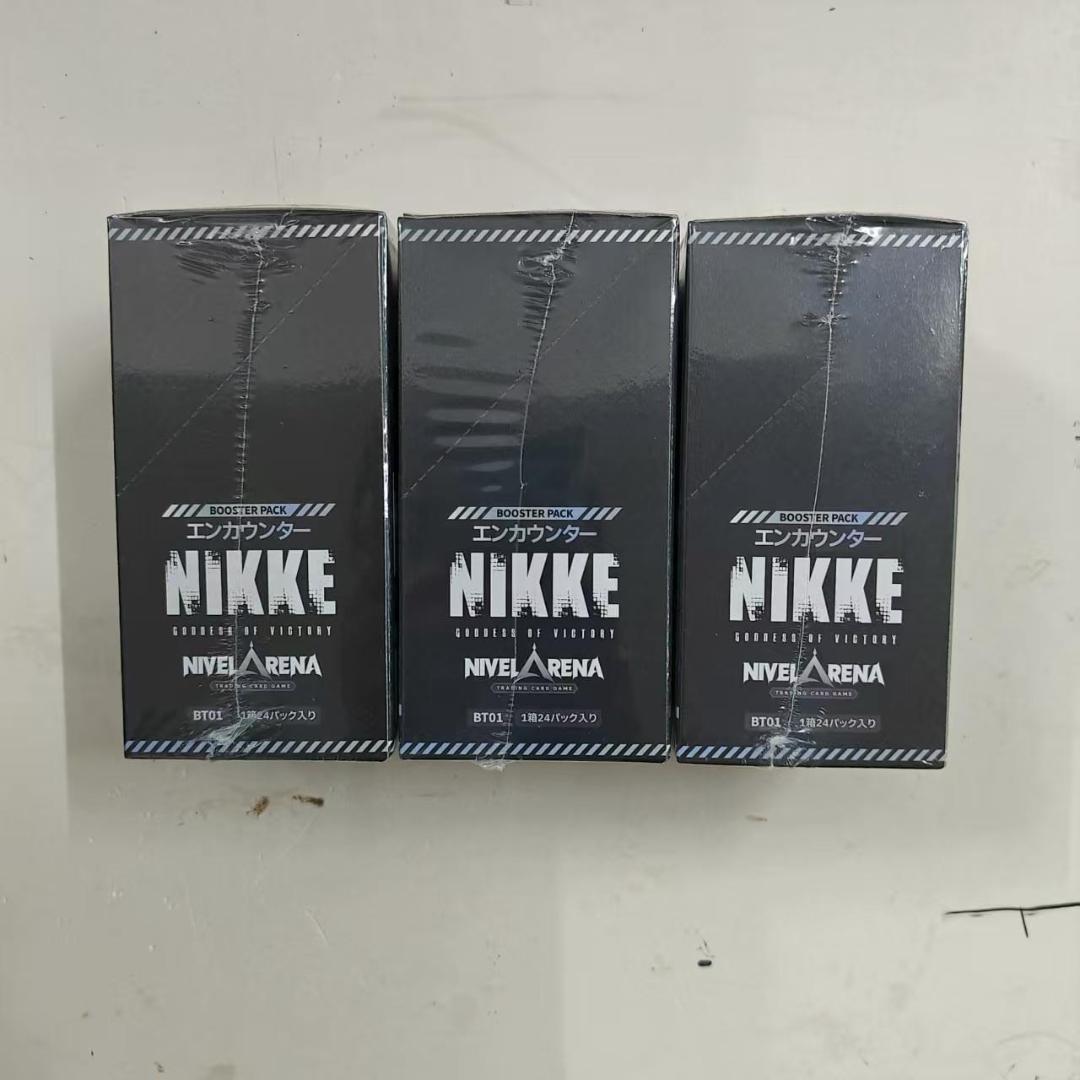 BOOSTER PACK
エンカウンター
NIKKE
GODDESS OF VICTORY
NIVEL ARENA
TRADING CARD GAME
BT01 1箱24パック入り
BOOSTER PACK
エンカウンター
NIKKE
GODDESS OF VICTORY
NIVEL ARENA
TRADING CARD GAME
BT01 1箱24パック入り
BOOSTER PACK
エンカウンター
NIKKE
GODDESS OF VICTORY
NIVEL ARENA
TRADING CARD GAME
BT01 1箱24パック入り